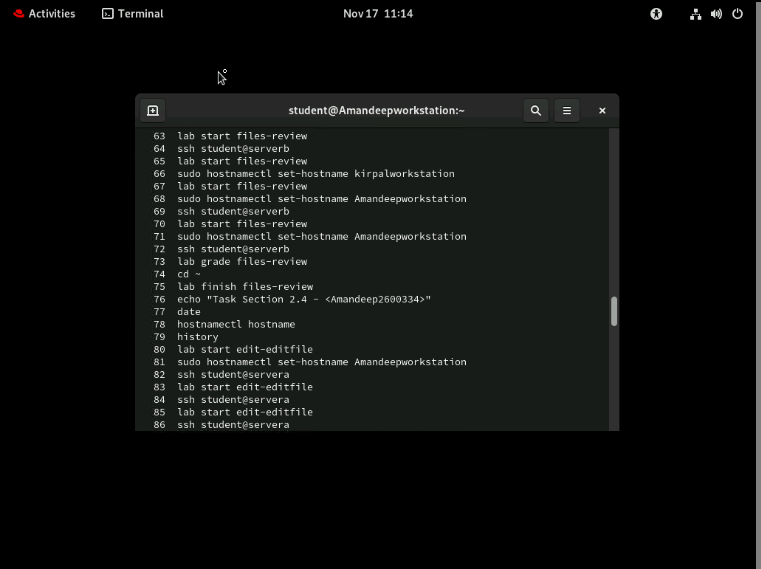 Activities Terminal Nov 17 11:14
student@Amandeepworkstation:~
63 lab start files-review
64 ssh student@serverb
65 lab start files-review
66 sudo hostnamectl set-hostname kirpalworkstation
67 lab start files-review
68 sudo hostnamectl set-hostname Amandeepworkstation
69 ssh student@serverb
70 lab start files-review
71 sudo hostnamectl set-hostname Amandeepworkstation
72 ssh student@serverb
73 lab grade files-review
74 cd ~
75 lab finish files-review
76 echo "Task Section 2.4 - <Amandeep2600334>"
77 date
78 hostnamectl hostname
79 history
80 lab start edit-editfile
81 sudo hostnamectl set-hostname Amandeepworkstation
82 ssh student@servera
83 lab start edit-editfile
84 ssh student@servera
85 lab start edit-editfile
86 ssh student@servera